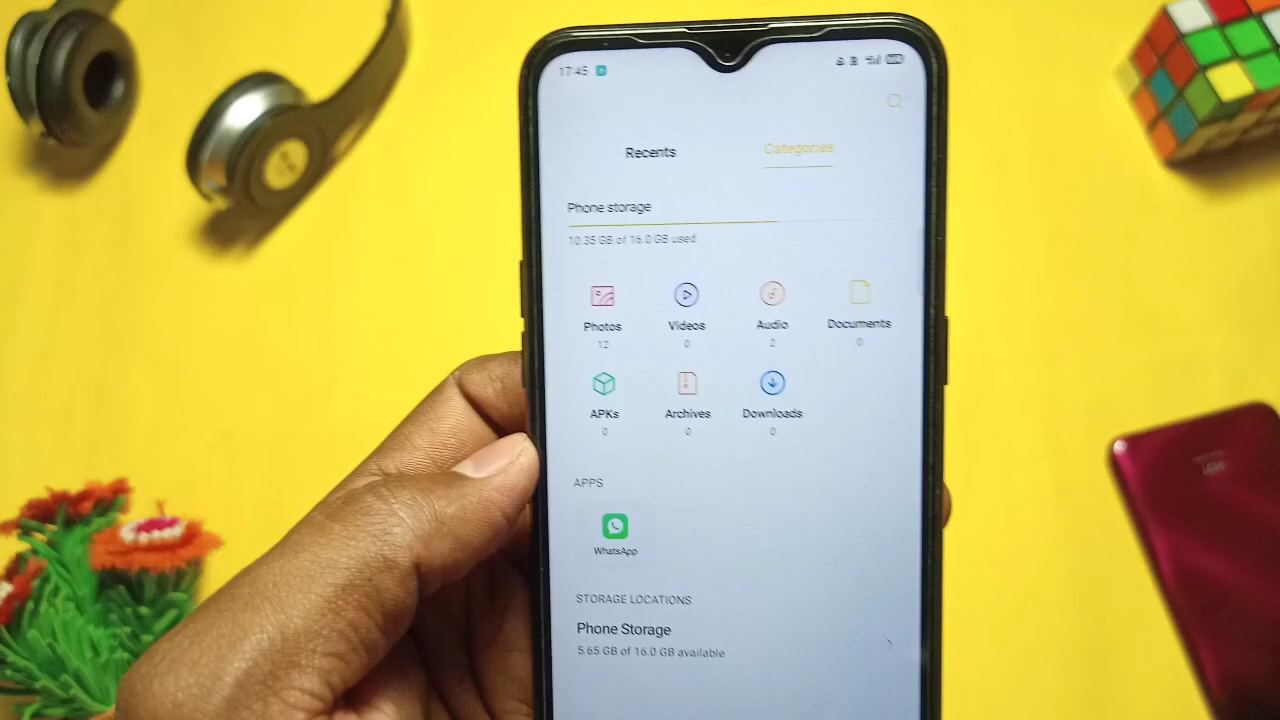 17:45
Recents
Categories
Phone storage
10.35 GB of 16.0 GB used
Photos
12
Videos
0
Audio
2
Documents
0
APKs
0
Archives
0
Downloads
0
APPS
WhatsApp
STORAGE LOCATIONS
Phone Storage
5.65 GB of 16.0 GB available